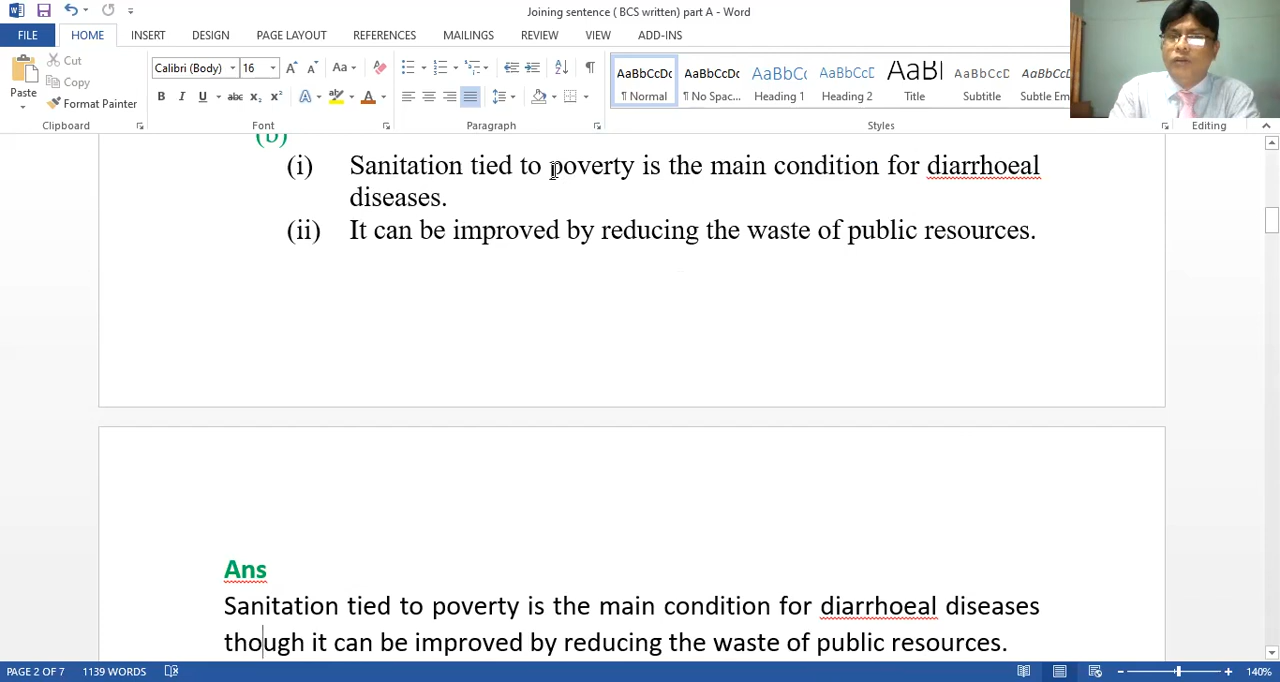 Joining sentence ( BCS written) part A - Word
FILE HOME INSERT DESIGN PAGE LAYOUT REFERENCES MAILINGS REVIEW VIEW ADD-INS
Paste
Cut
Copy
Format Painter
Clipboard
Calibri (Body) 16
Font
Paragraph
AaBbCcDc AaBbCcDc AaBbCc AaBbCcD AaBl AaBbCcD AaBbCcD
¶ Normal ¶ No Spac... Heading 1 Heading 2 Title Subtitle Subtle Em
Styles
Editing
(b)
(i) Sanitation tied to poverty is the main condition for diarrhoeal
diseases.
(ii) It can be improved by reducing the waste of public resources.
Ans
Sanitation tied to poverty is the main condition for diarrhoeal diseases
though it can be improved by reducing the waste of public resources.
PAGE 2 OF 7 1139 WORDS 140%